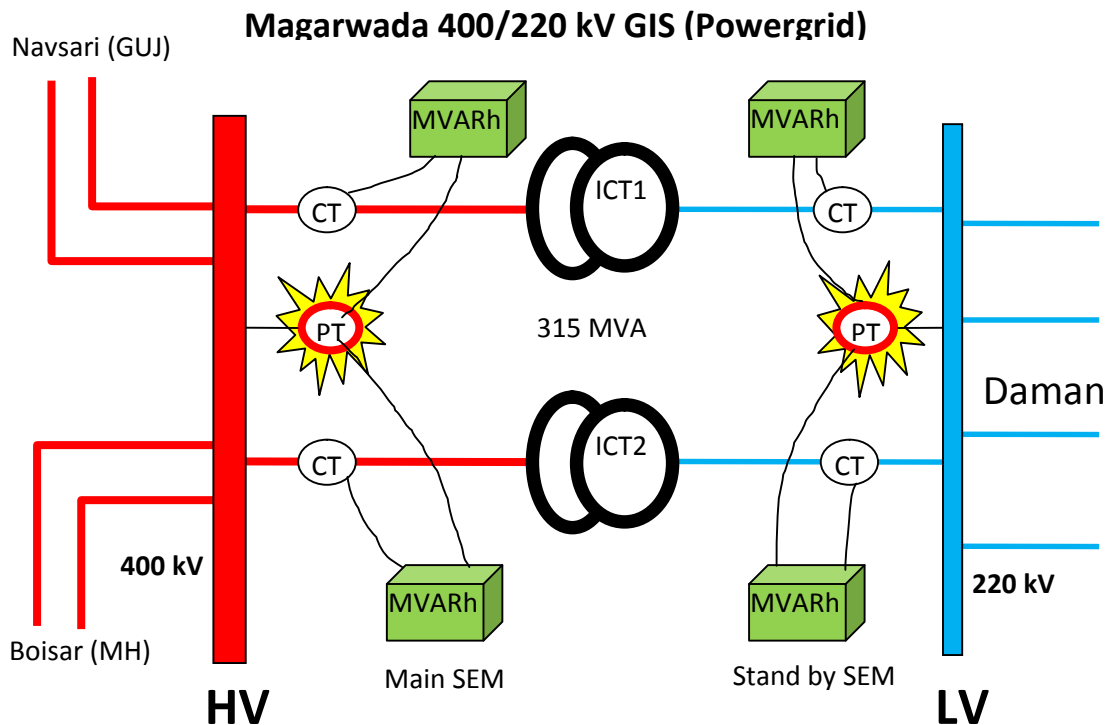 Magarwada 400/220 kV GIS (Powergrid)
Navsari (GUJ)
MVARh
MVARh
ICT1
CT
CT
PT
315 MVA
PT
Daman
ICT2
CT
CT
400 kV
MVARh
MVARh
220 kV
Boisar (MH)
Main SEM
Stand by SEM
HV
LV